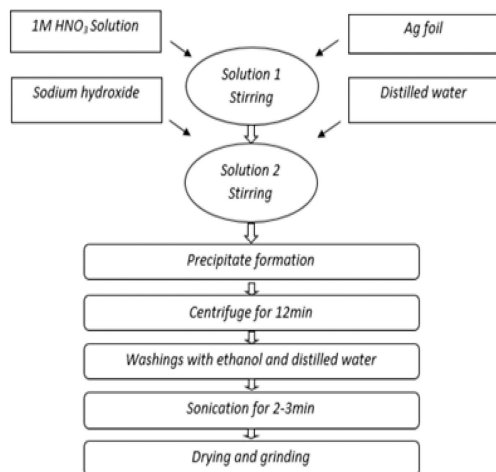 1M HNO₃ Solution
Ag foil
Solution 1
Stirring
Sodium hydroxide
Distilled water
Solution 2
Stirring
Precipitate formation
Centrifuge for 12min
Washings with ethanol and distilled water
Sonication for 2-3min
Drying and grinding